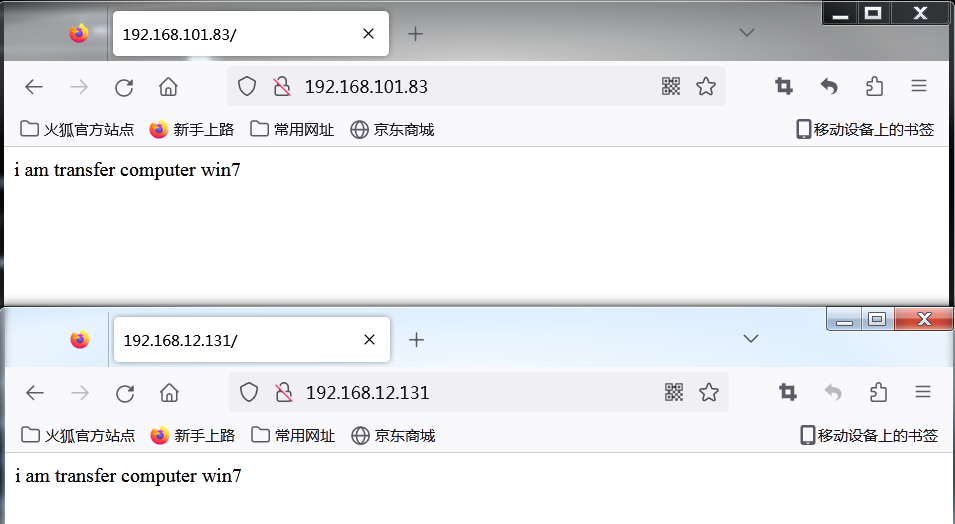 192.168.101.83/
192.168.101.83
火狐官方站点 新手上路 常用网址 京东商城 移动设备上的书签
i am transfer computer win7
192.168.12.131/
192.168.12.131
火狐官方站点 新手上路 常用网址 京东商城 移动设备上的书签
i am transfer computer win7